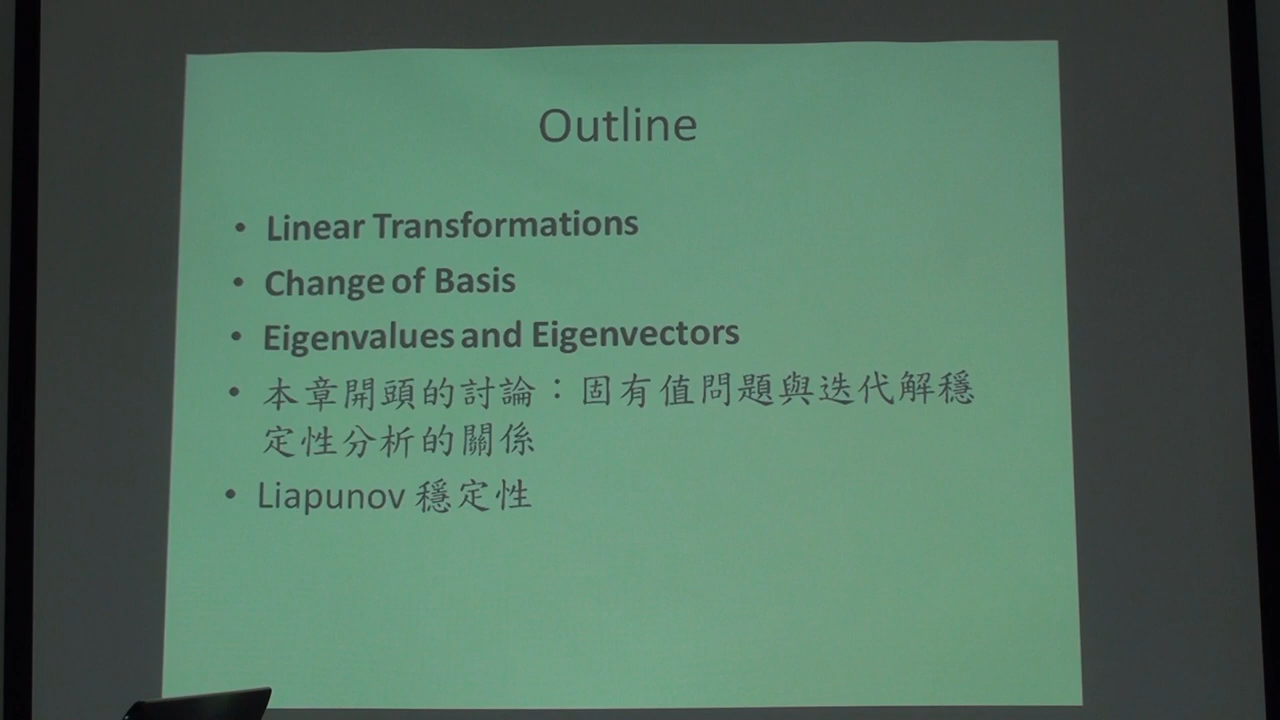 Outline
• Linear Transformations
• Change of Basis
• Eigenvalues and Eigenvectors
• 本章開頭的討論：固有值問題與迭代解穩
定性分析的關係
• Liapunov 穩定性